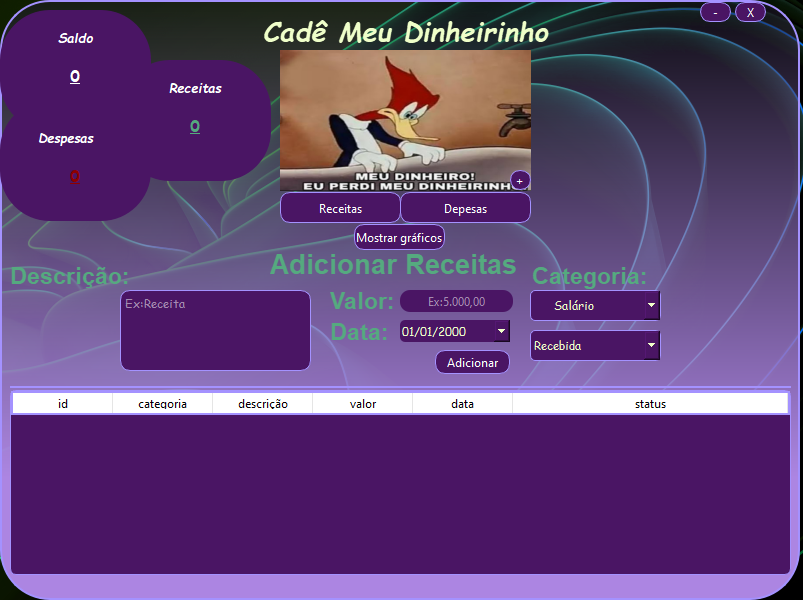 - X
Cadê Meu Dinheirinho
Saldo
0
Receitas
0
Despesas
0
MEU DINHEIRO!
EU PERDI MEU DINHEIRINH
+
Receitas Depesas
Mostrar gráficos
Adicionar Receitas
Descrição:
Ex:Receita
Valor: Ex:5.000,00
Data: 01/01/2000
Adicionar
Categoria:
Salário
Recebida
id categoria descrição valor data status